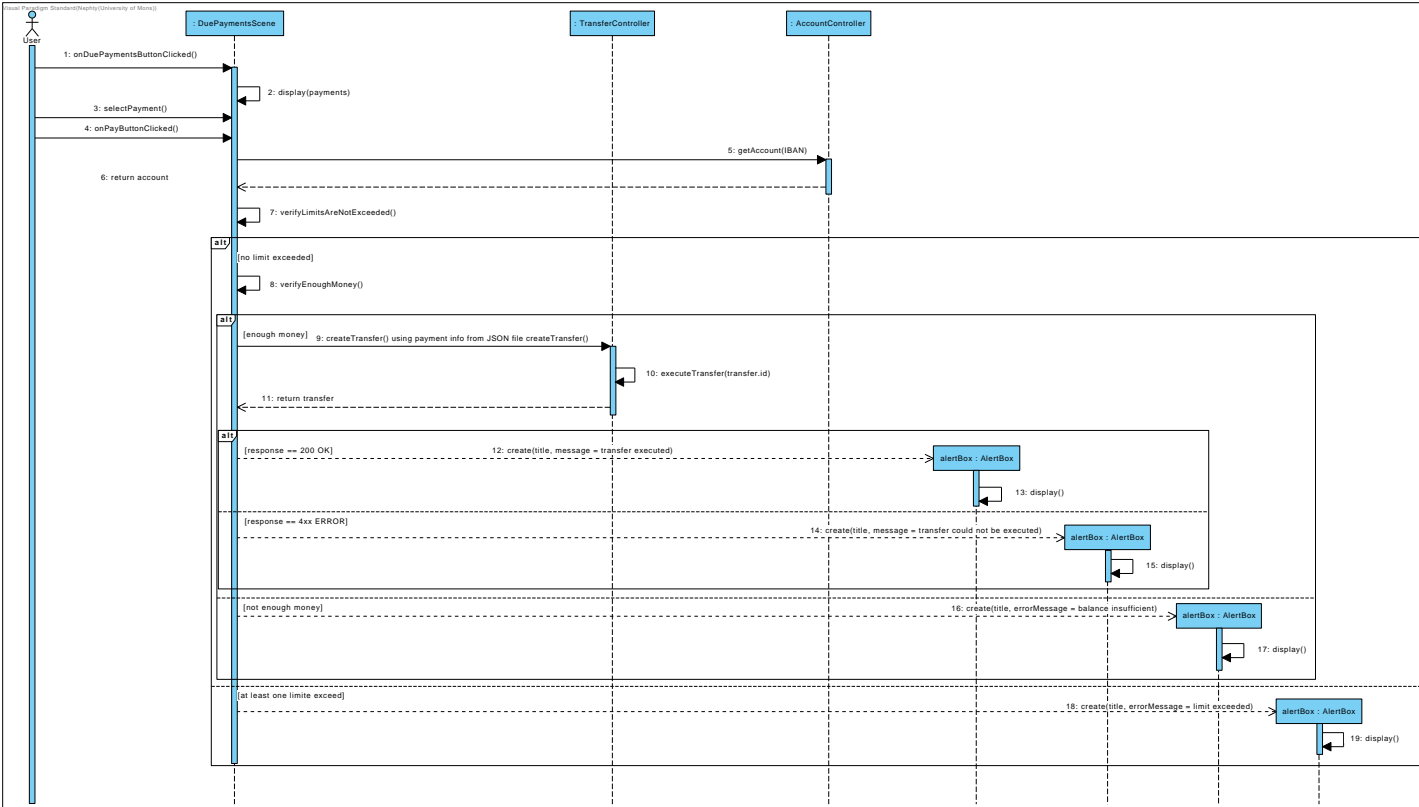 Visual Paradigm Standard(Nephty(University of Mons))
User
: DuePaymentsScene
: TransferController
: AccountController
1: onDuePaymentsButtonClicked()
2: display(payments)
3: selectPayment()
4: onPayButtonClicked()
5: getAccount(IBAN)
6: return account
7: verifyLimitsAreNotExceeded()
alt
[no limit exceeded]
8: verifyEnoughMoney()
alt
[enough money]
9: createTransfer() using payment info from JSON file createTransfer()
10: executeTransfer(transfer.id)
11: return transfer
alt
[response == 200 OK]
12: create(title, message = transfer executed)
alertBox : AlertBox
13: display()
[response == 4xx ERROR]
14: create(title, message = transfer could not be executed)
alertBox : AlertBox
15: display()
[not enough money]
16: create(title, errorMessage = balance insufficient)
alertBox : AlertBox
17: display()
[at least one limite exceed]
18: create(title, errorMessage = limit exceeded)
alertBox : AlertBox
19: display()